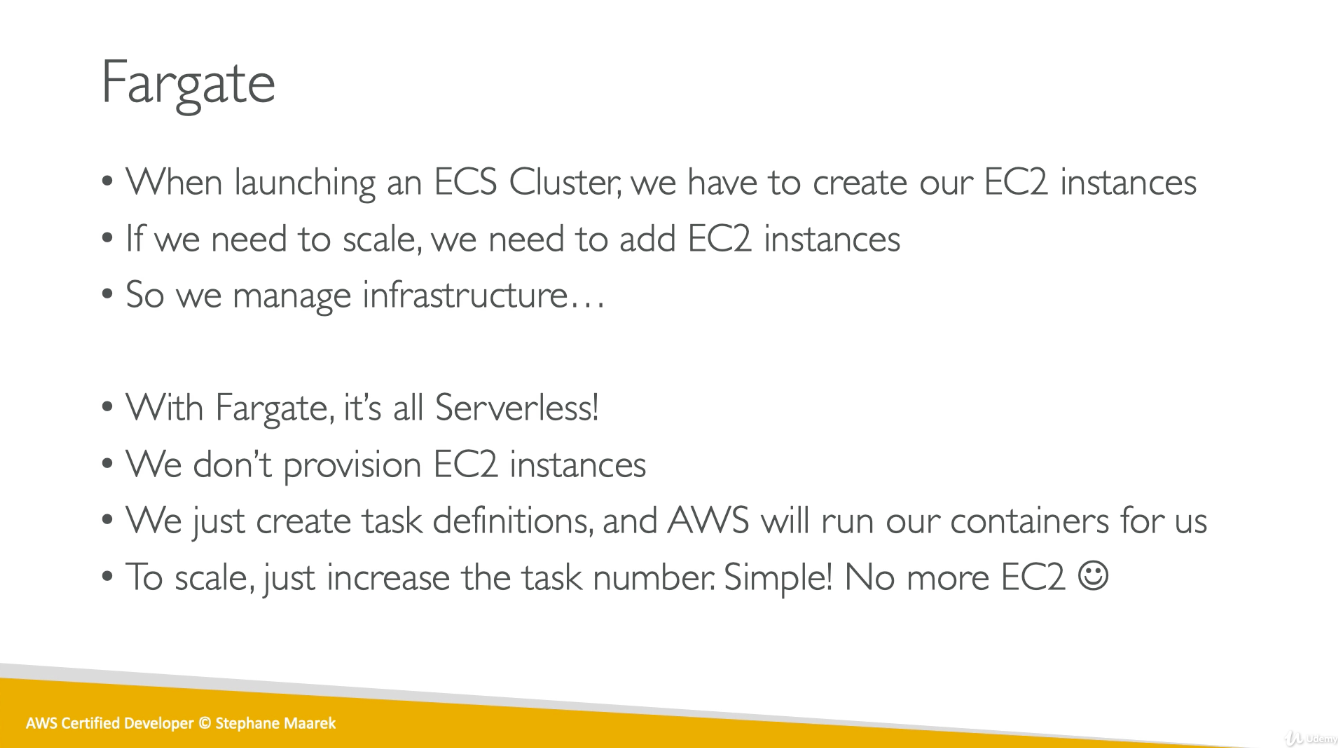 Fargate
• When launching an ECS Cluster, we have to create our EC2 instances
• If we need to scale, we need to add EC2 instances
• So we manage infrastructure…
• With Fargate, it’s all Serverless!
• We don’t provision EC2 instances
• We just create task definitions, and AWS will run our containers for us
• To scale, just increase the task number. Simple! No more EC2 ☺
AWS Certified Developer © Stephane Maarek
Udemy